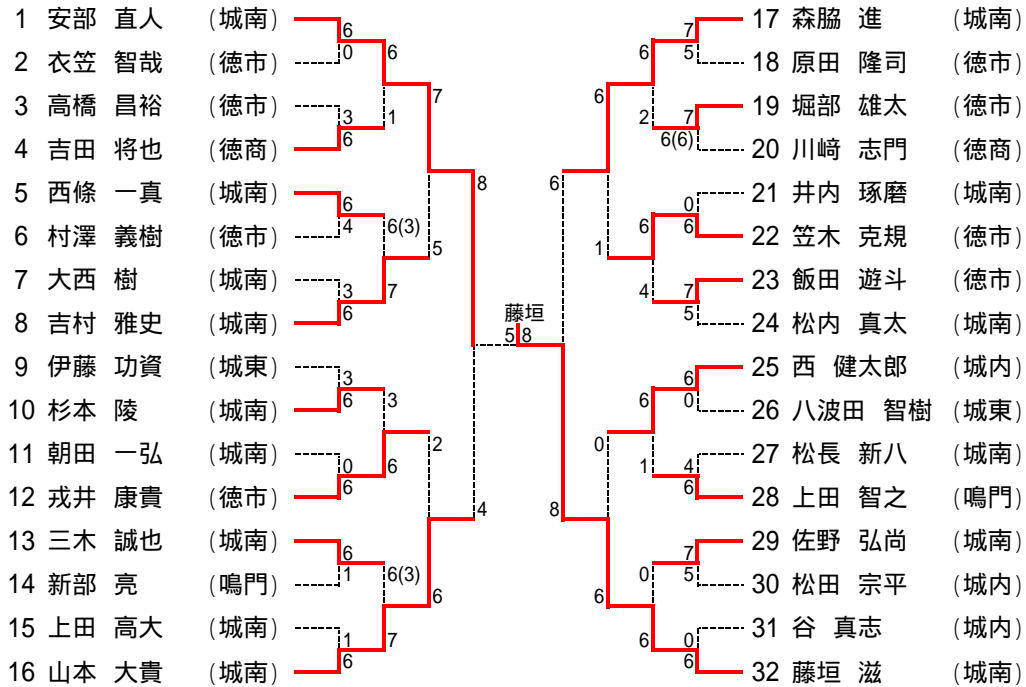 1 安部 直人 (城南)
2 衣笠 智哉 (徳市)
3 高橋 昌裕 (徳市)
4 吉田 将也 (徳商)
5 西條 一真 (城南)
6 村澤 義樹 (徳市)
7 大西 樹 (城南)
8 吉村 雅史 (城南)
9 伊藤 功資 (城東)
10 杉本 陵 (城南)
11 朝田 一弘 (城南)
12 戎井 康貴 (徳市)
13 三木 誠也 (城南)
14 新部 亮 (鳴門)
15 上田 高大 (城南)
16 山本 大貴 (城南)
6
0
3
6
6
4
3
6
3
6
0
6
6
1
1
6
6
1
6(3)
7
3
6
6(3)
7
7
5
2
6
8
4
藤垣
5 8
6
8
6
1
0
6
6
2
6
4
6
1
0
6
7
5
7
6(6)
0
6
7
5
6
0
4
6
7
5
0
6
17 森脇 進 (城南)
18 原田 隆司 (徳市)
19 堀部 雄太 (徳市)
20 川﨑 志門 (徳商)
21 井内 琢磨 (城南)
22 笠木 克規 (徳市)
23 飯田 遊斗 (徳市)
24 松内 真太 (城南)
25 西 健太郎 (城内)
26 八波田 智樹 (城東)
27 松長 新八 (城南)
28 上田 智之 (鳴門)
29 佐野 弘尚 (城南)
30 松田 宗平 (城内)
31 谷 真志 (城内)
32 藤垣 滋 (城南)